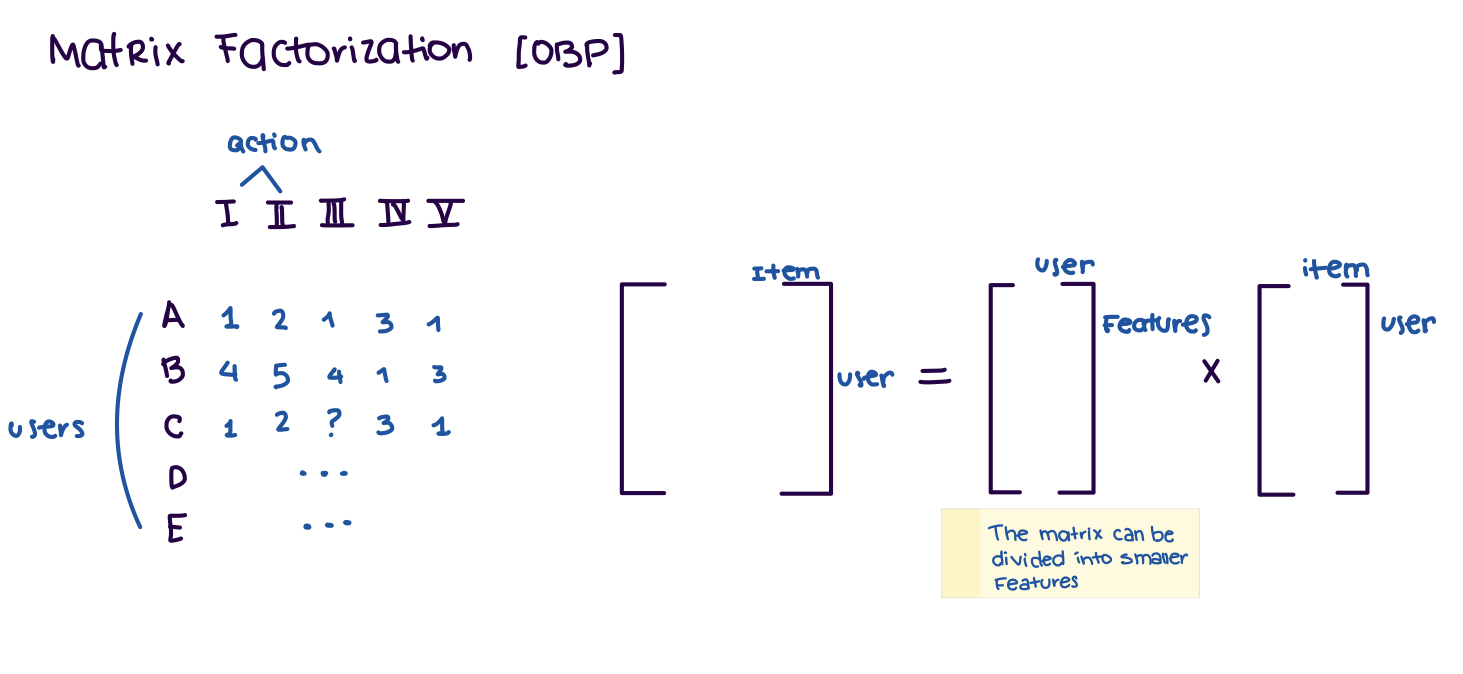 Matrix Factorization [OBP]
action
I II III IV V
users
A 1 2 1 3 1
B 4 5 4 1 3
C 1 2 ? 3 1
D ...
E ...
Item
user
=
user
Features
x
item
user
The matrix can be
divided into smaller
Features